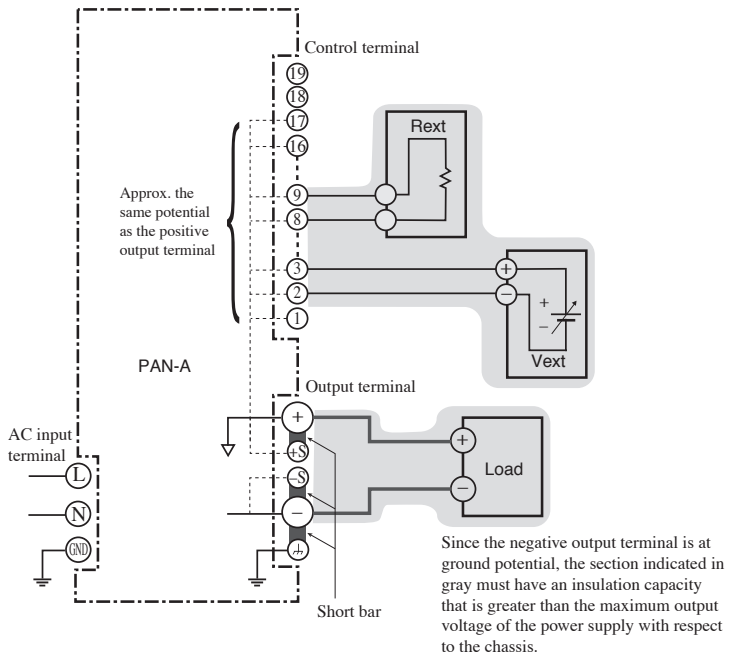 Control terminal
19
18
17
16
Rext
9
8
Approx. the
same potential
as the positive
output terminal
3
2
1
+
−
+
−
Vext
PAN-A
Output terminal
+
+S
−S
−
AC input
terminal
L
N
GND
+
−
Load
Short bar
Since the negative output terminal is at
ground potential, the section indicated in
gray must have an insulation capacity
that is greater than the maximum output
voltage of the power supply with respect
to the chassis.